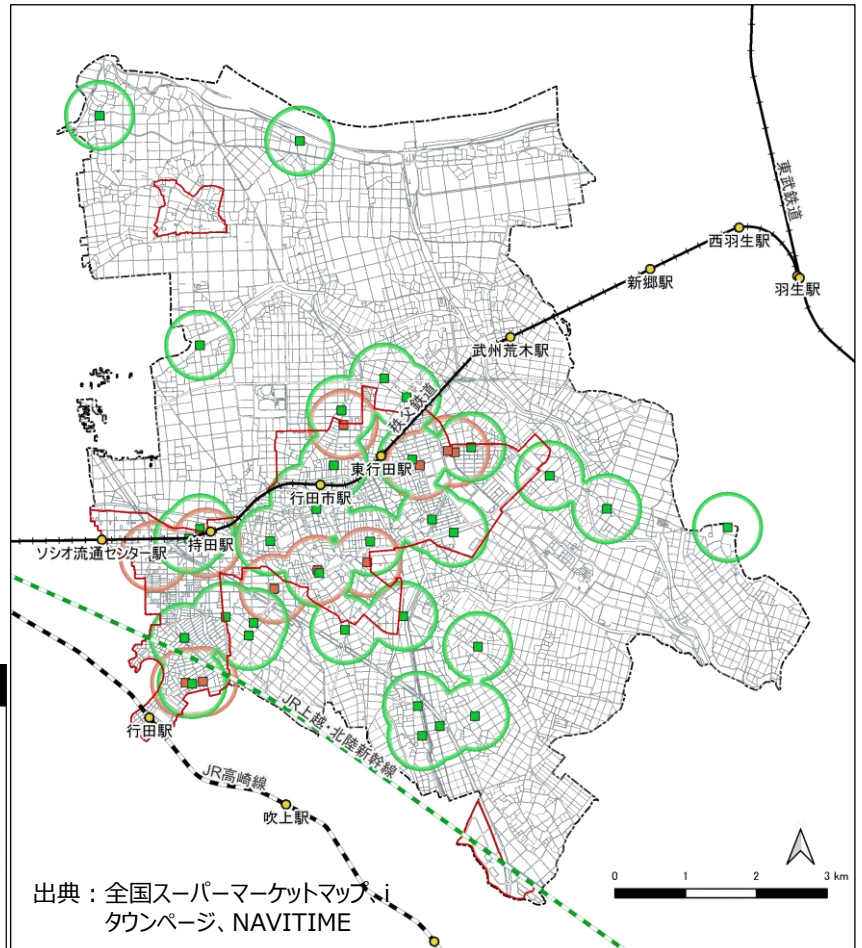 東武鉄道
西羽生駅
新郷駅
羽生駅
武州荒木駅
秩父鉄道
東行田駅
行田市駅
持田駅
ソシオ流通センター駅
JR上越・北陸新幹線
行田駅
JR高崎線
吹上駅
0 1 2 3 km
出典：全国スーパーマーケットマップ、i
タウンページ、NAVITIME